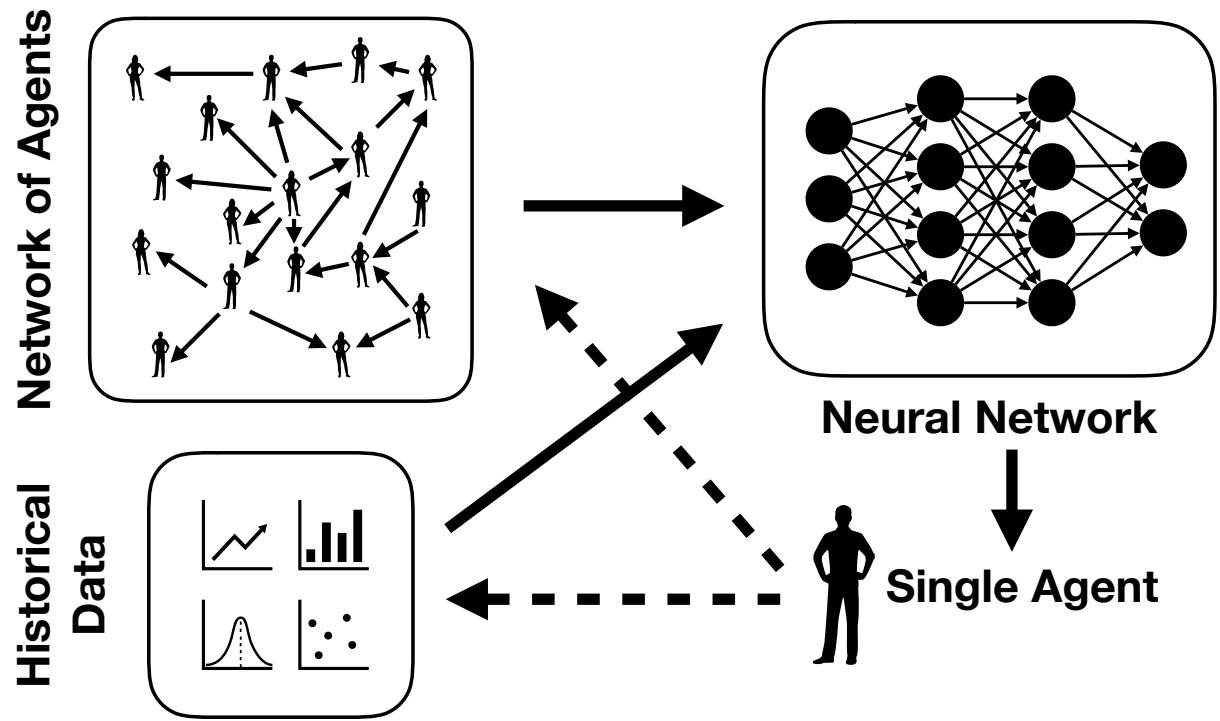 Network of Agents
Neural Network
Historical
Data
Single Agent